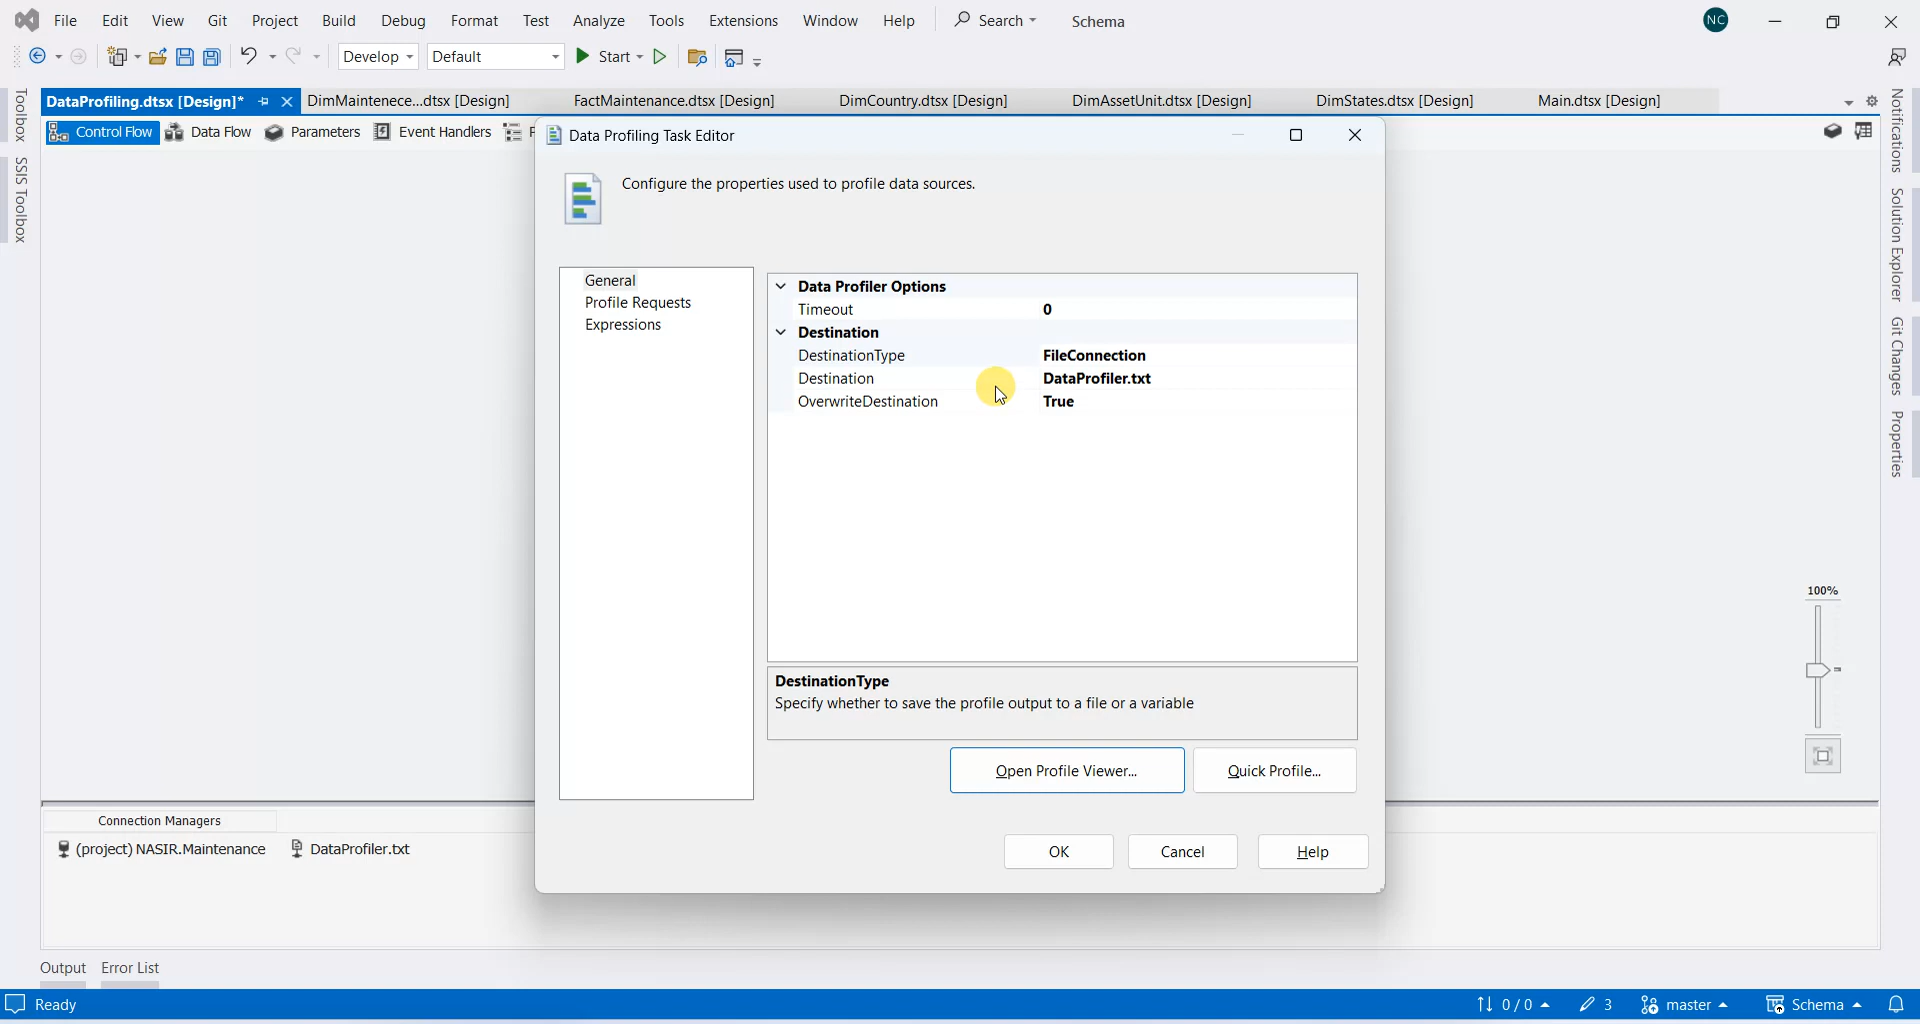 File Edit View Git Project Build Debug Format Test Analyze Tools Extensions Window Help Search Schema NC
Develop Default Start
DataProfiling.dtsx [Design]* DimMaintenece...dtsx [Design] FactMaintenance.dtsx [Design] DimCountry.dtsx [Design] DimAssetUnit.dtsx [Design] DimStates.dtsx [Design] Main.dtsx [Design]
Control Flow Data Flow Parameters Event Handlers
Toolbox
SSIS Toolbox
Data Profiling Task Editor
Configure the properties used to profile data sources.
General
Profile Requests
Expressions
Data Profiler Options
Timeout 0
Destination
DestinationType FileConnection
Destination DataProfiler.txt
OverwriteDestination True
DestinationType
Specify whether to save the profile output to a file or a variable
Open Profile Viewer... Quick Profile...
OK Cancel Help
Notifications
Solution Explorer
Git Changes
Properties
100%
Connection Managers
(project) NASIR.Maintenance DataProfiler.txt
Output Error List
Ready 0 / 0 3 master Schema